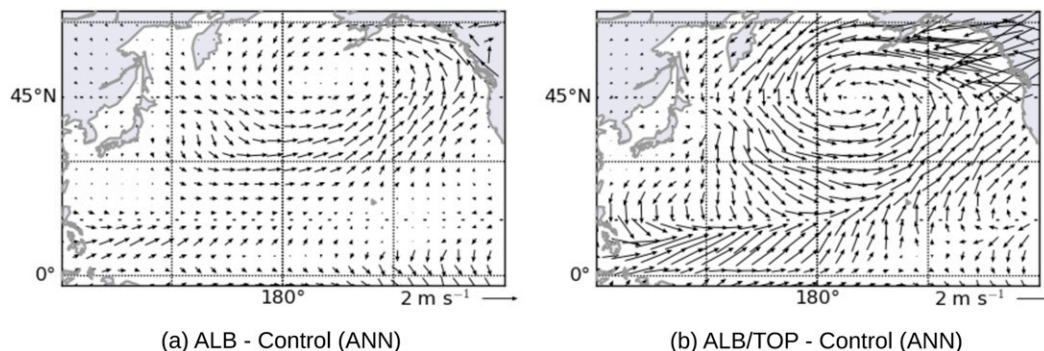 45°N
0°
180°
2 m s⁻¹
(a) ALB - Control (ANN)
45°N
0°
180°
2 m s⁻¹
(b) ALB/TOP - Control (ANN)